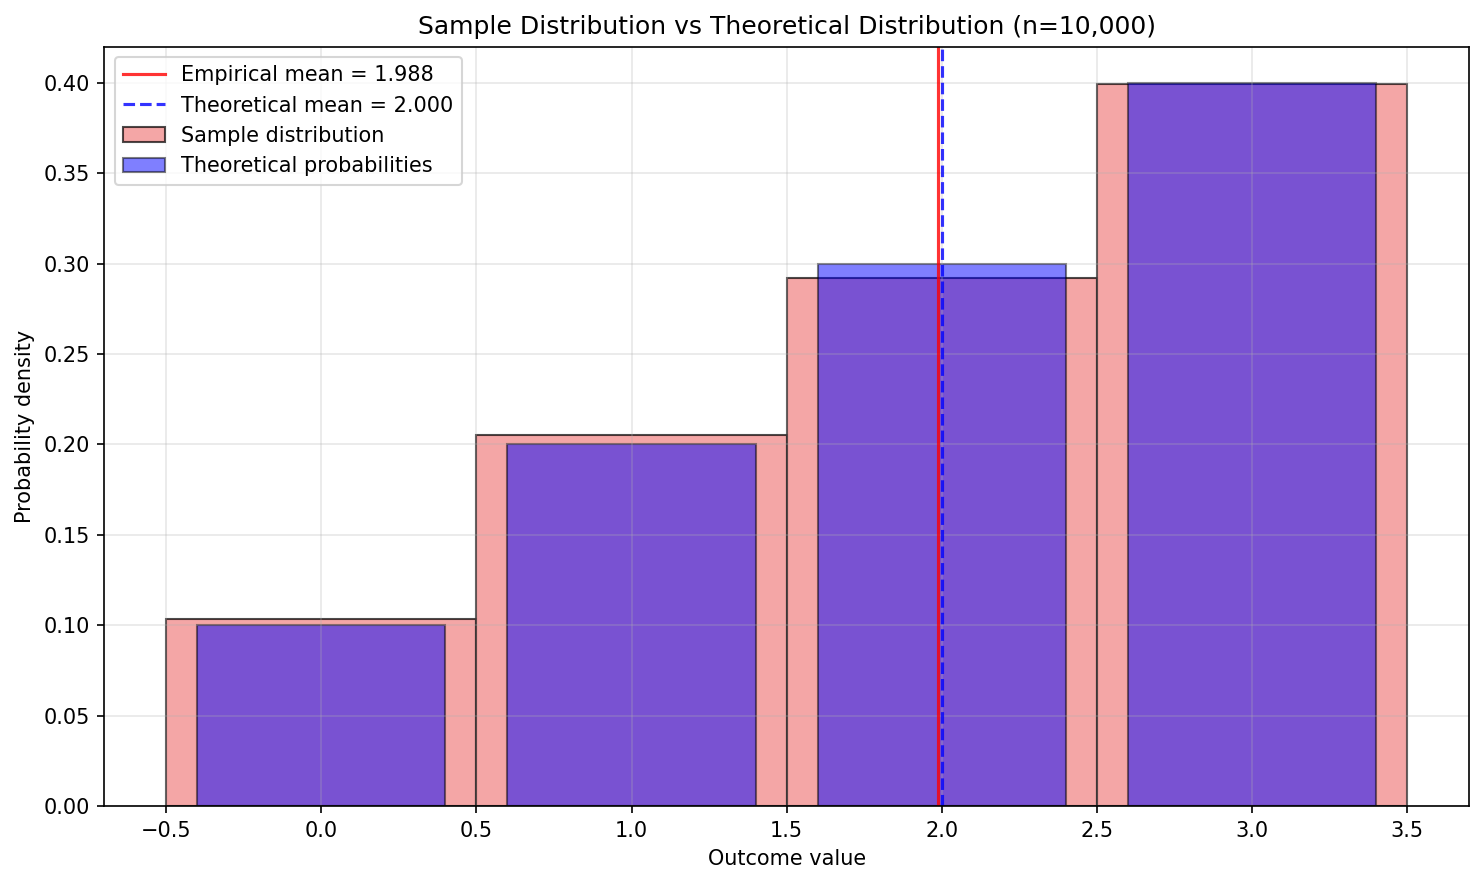 Sample Distribution vs Theoretical Distribution (n=10,000)
Empirical mean = 1.988
Theoretical mean = 2.000
Sample distribution
Theoretical probabilities
Probability density
0.40
0.35
0.30
0.25
0.20
0.15
0.10
0.05
0.00
−0.5 0.0 0.5 1.0 1.5 2.0 2.5 3.0 3.5
Outcome value